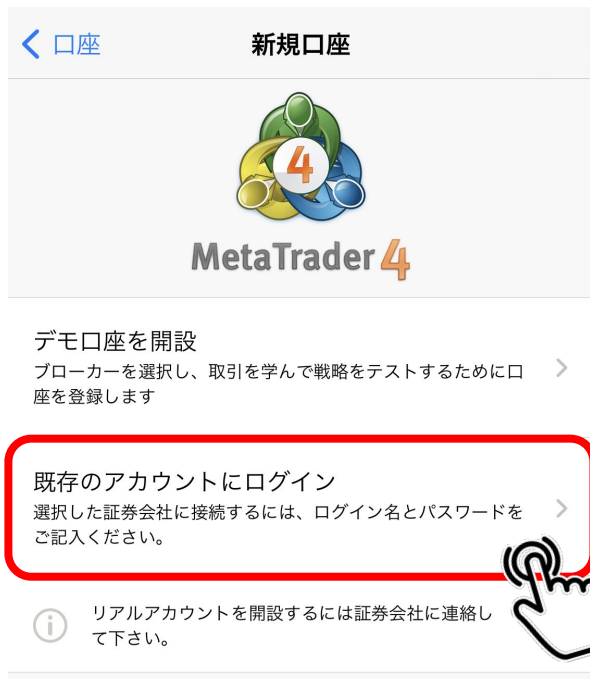 口座
新規口座
4
MetaTrader 4
デモ口座を開設
ブローカーを選択し、取引を学んで戦略をテストするために口
座を登録します
既存のアカウントにログイン
選択した証券会社に接続するには、ログイン名とパスワードを
ご記入ください。
リアルアカウントを開設するには証券会社に連絡し
て下さい。